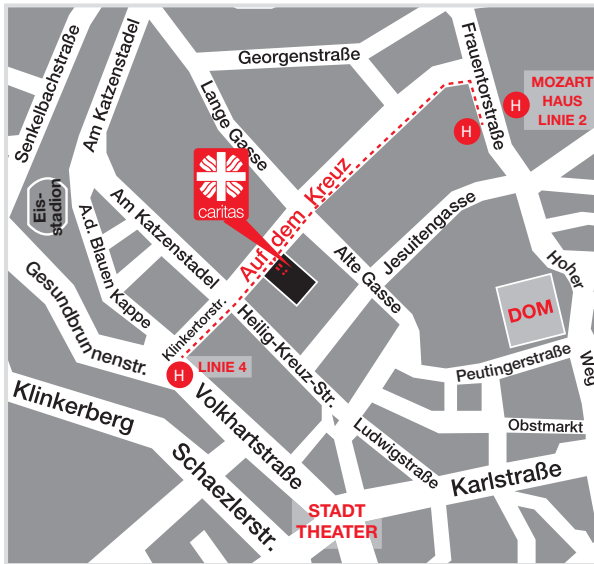 Georgenstraße
Frauentorstraße
MOZART
HAUS
LINIE 2
H
H
Senkelbachstraße
Am Katzenstadel
Lange Gasse
caritas
Auf dem Kreuz
Eis-
stadion
Am Katzenstadel
A.d. Blauen Kappe
Alte Gasse
Jesuitengasse
Hoher
Weg
DOM
Gesundbrunnenstr.
Klinkertorstr.
Heilig-Kreuz-Str.
H
LINIE 4
Peutingerstraße
Klinkerberg
Volkhartstraße
Ludwigstraße
Obstmarkt
Schaezlerstr.
Karlstraße
STADT
THEATER